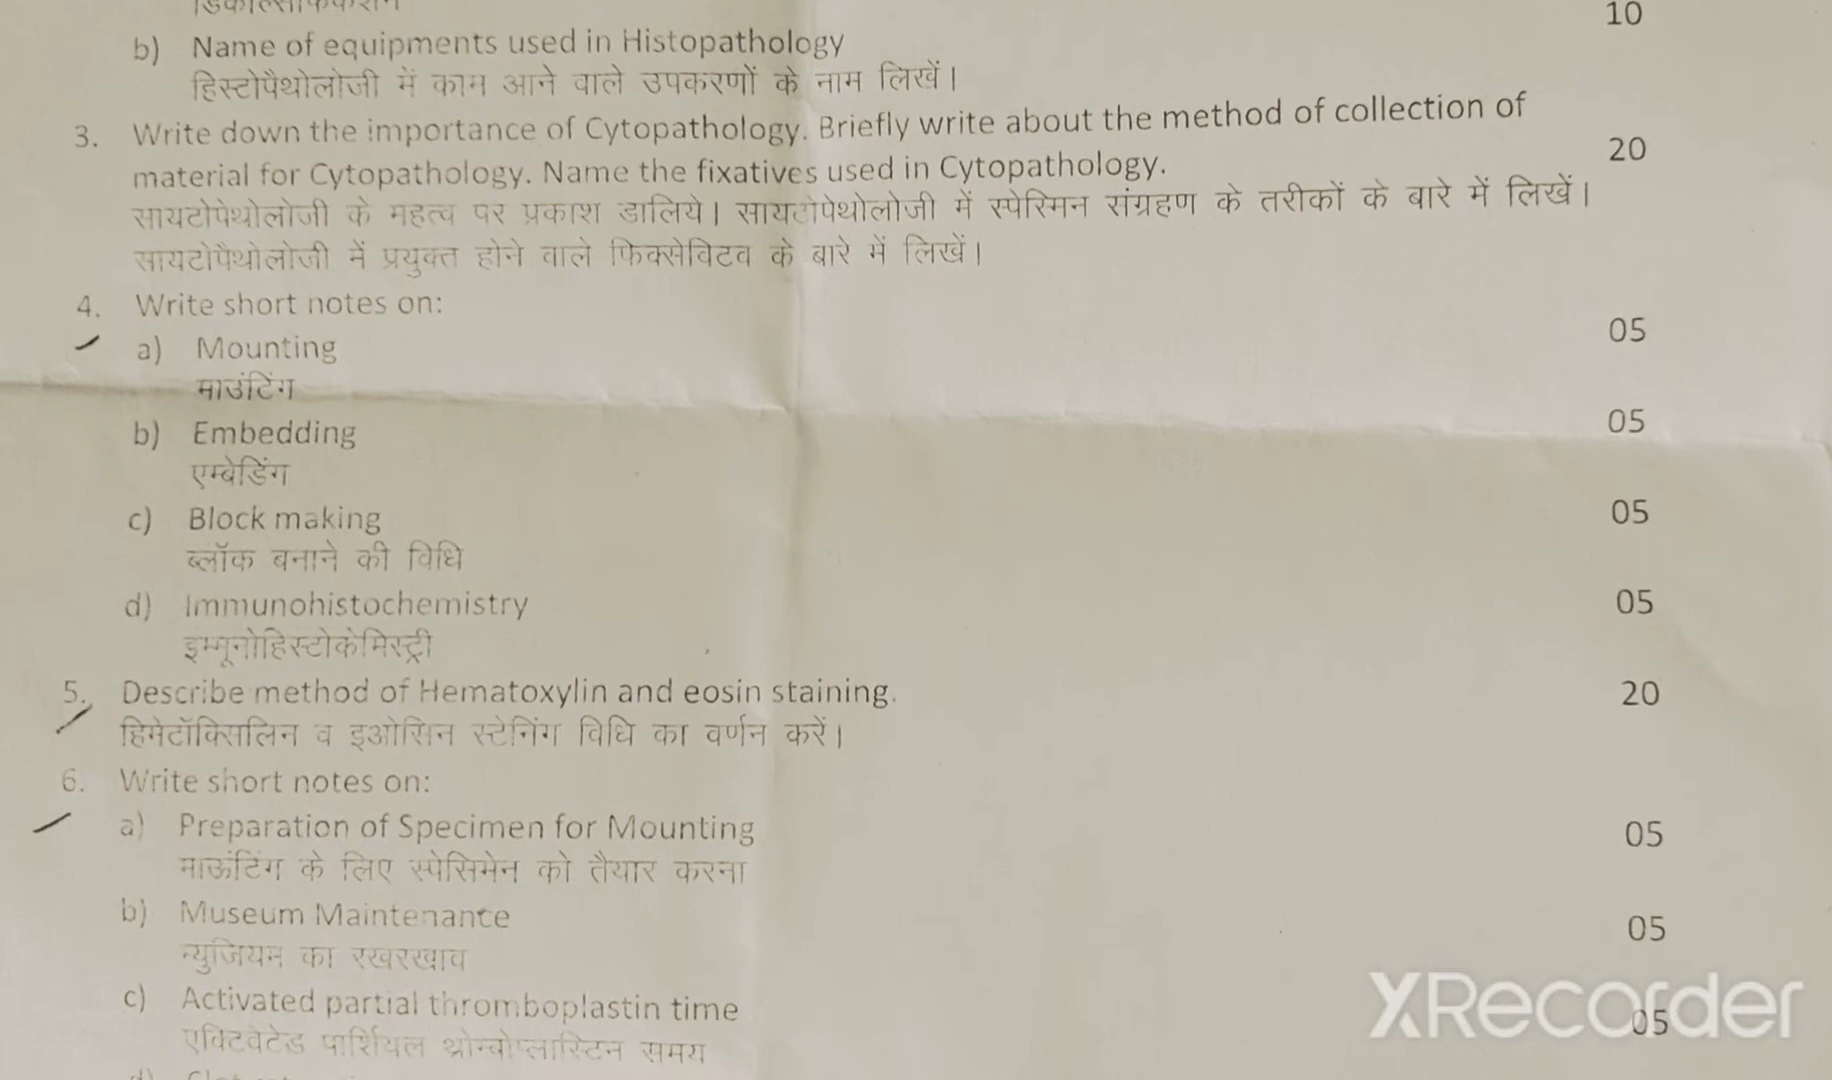 डिकाल्सीफिकेशन
10
b) Name of equipments used in Histopathology
हिस्टोपैथोलोजी में काम आने वाले उपकरणों के नाम लिखें।
3. Write down the importance of Cytopathology. Briefly write about the method of collection of
material for Cytopathology. Name the fixatives used in Cytopathology.
20
सायटोपेथोलोजी के महत्व पर प्रकाश डालिये। सायटोपेथोलोजी में स्पेस्मिन संग्रहण के तरीकों के बारे में लिखें।
सायटोपैथोलोजी में प्रयुक्त होने वाले फिक्सेविटव के बारे में लिखें।
4. Write short notes on:
a) Mounting
05
माउंटिंग
b) Embedding
05
एम्बेडिंग
c) Block making
05
ब्लॉक बनाने की विधि
d) Immunohistochemistry
05
इम्मूनोहिस्टोकेमिस्ट्री
5. Describe method of Hematoxylin and eosin staining.
20
हिमेटॉक्सिलिन व इओसिन स्टेनिंग विधि का वर्णन करें।
6. Write short notes on:
a) Preparation of Specimen for Mounting
05
माऊंटिंग के लिए स्पेसिमेन को तैयार करना
b) Museum Maintenance
05
म्युजियम का रखरखाव
c) Activated partial thromboplastin time
05
एक्टिवेटेड पार्शियल थ्रोम्बोप्लास्टिन समय
XRecorder